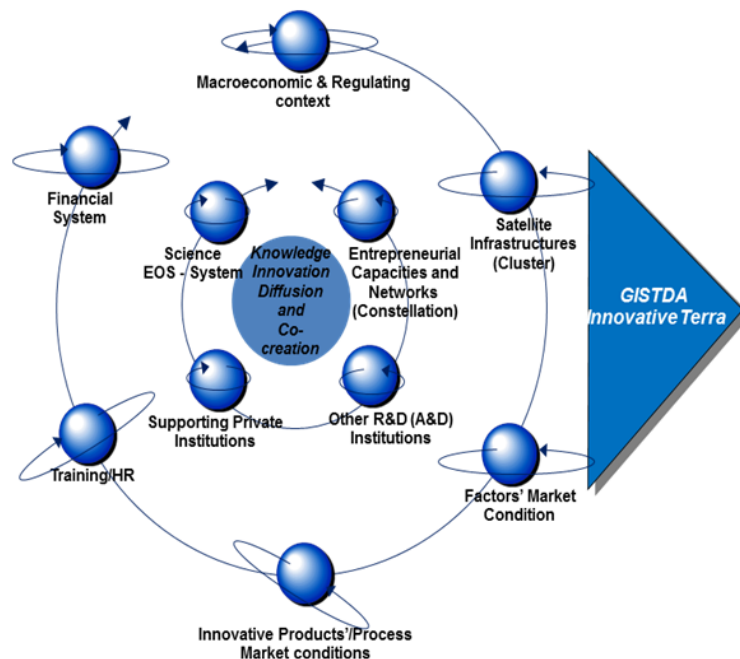 Macroeconomic & Regulating
context
Financial
System
Science
EOS - System
Knowledge
Innovation
Diffusion
and
Co-
creation
Entrepreneurial
Capacities and
Networks
(Constellation)
Satellite
Infrastructures
(Cluster)
GISTDA
Innovative Terra
Supporting Private
Institutions
Other R&D (A&D)
Institutions
Training/HR
Factors' Market
Condition
Innovative Products'/Process
Market conditions